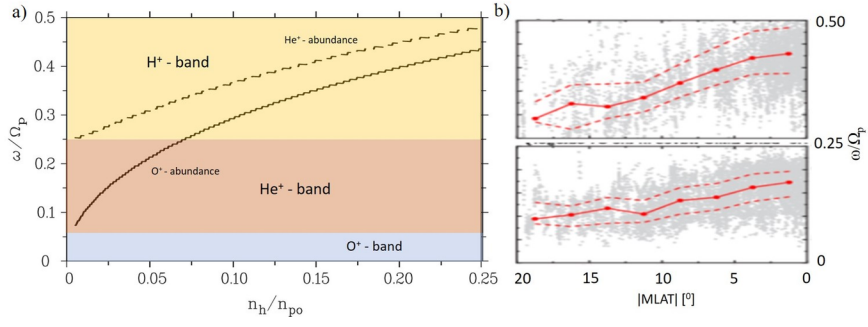 a)
0.5
0.4
0.3
0.2
0.1
0
ω/Ωp
H⁺ - band
He⁺ - abundance
O⁺ - abundance
He⁺ - band
O⁺ - band
0
0.05
0.10
0.15
0.20
0.25
n_h/n_po
b)
0.50
0.25
0
ω/Ωp
20
15
10
5
0
|MLAT| [⁰]